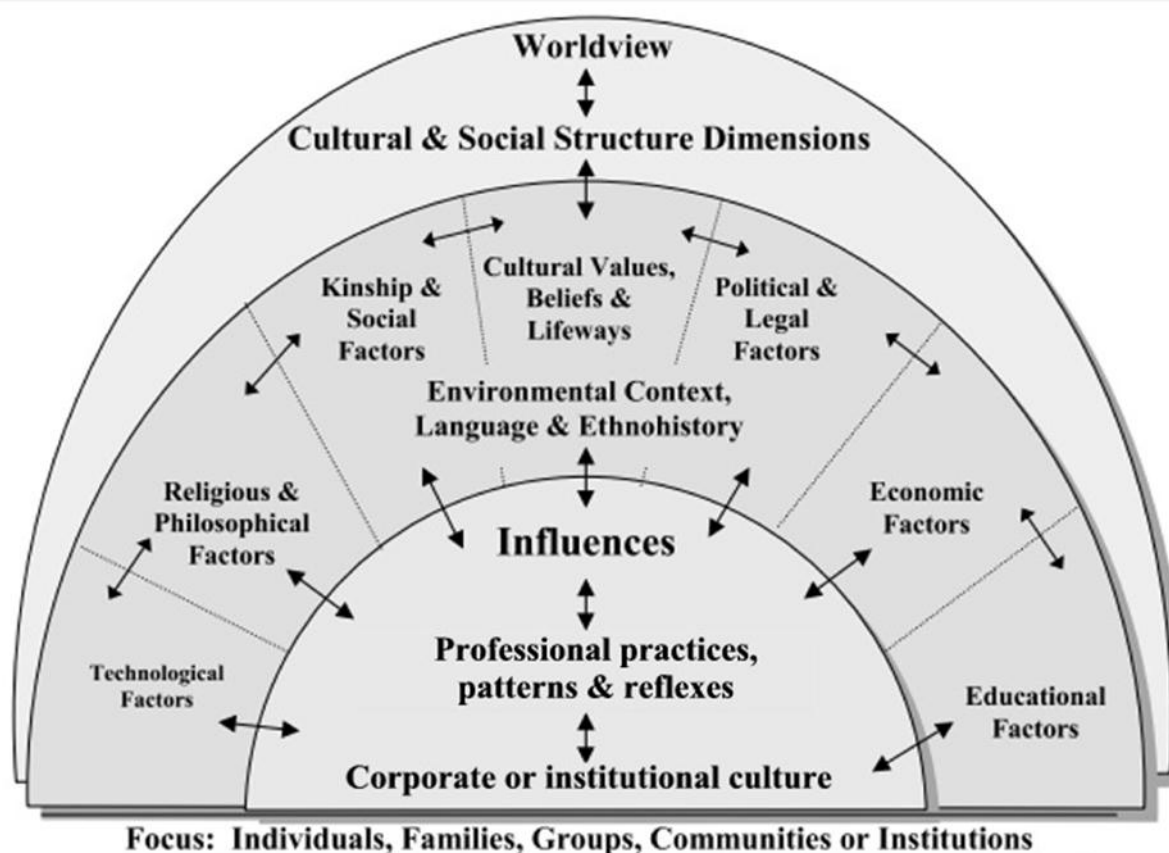 Worldview
Cultural & Social Structure Dimensions
Kinship &
Social
Factors
Cultural Values,
Beliefs &
Lifeways
Political &
Legal
Factors
Environmental Context,
Language & Ethnohistory
Religious &
Philosophical
Factors
Economic
Factors
Influences
Professional practices,
patterns & reflexes
Technological
Factors
Educational
Factors
Corporate or institutional culture
Focus: Individuals, Families, Groups, Communities or Institutions